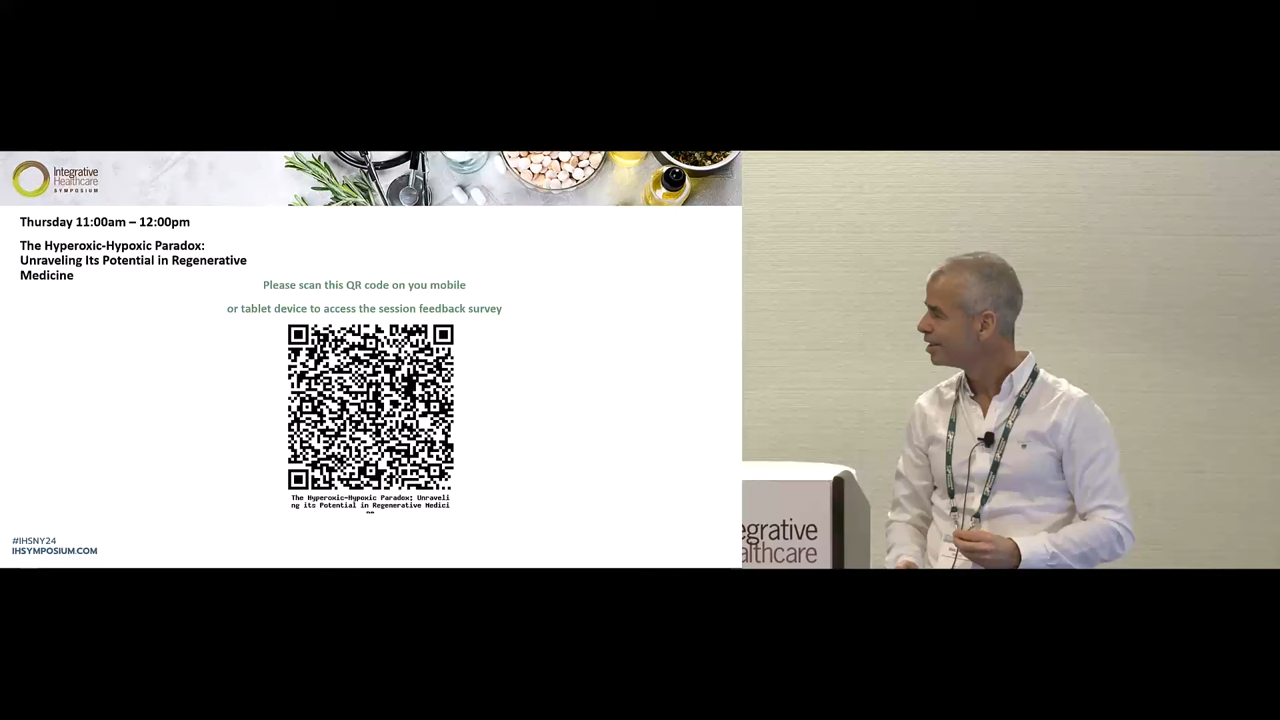 Integrative
Healthcare
SYMPOSIUM
Thursday 11:00am – 12:00pm
The Hyperoxic-Hypoxic Paradox:
Unraveling Its Potential in Regenerative
Medicine
Please scan this QR code on you mobile
or tablet device to access the session feedback survey
The Hyperoxic-Hypoxic Paradox: Unraveli
ng its Potential in Regenerative Medici
#IHSNY24
IHSYMPOSIUM.COM
egrative
althcare